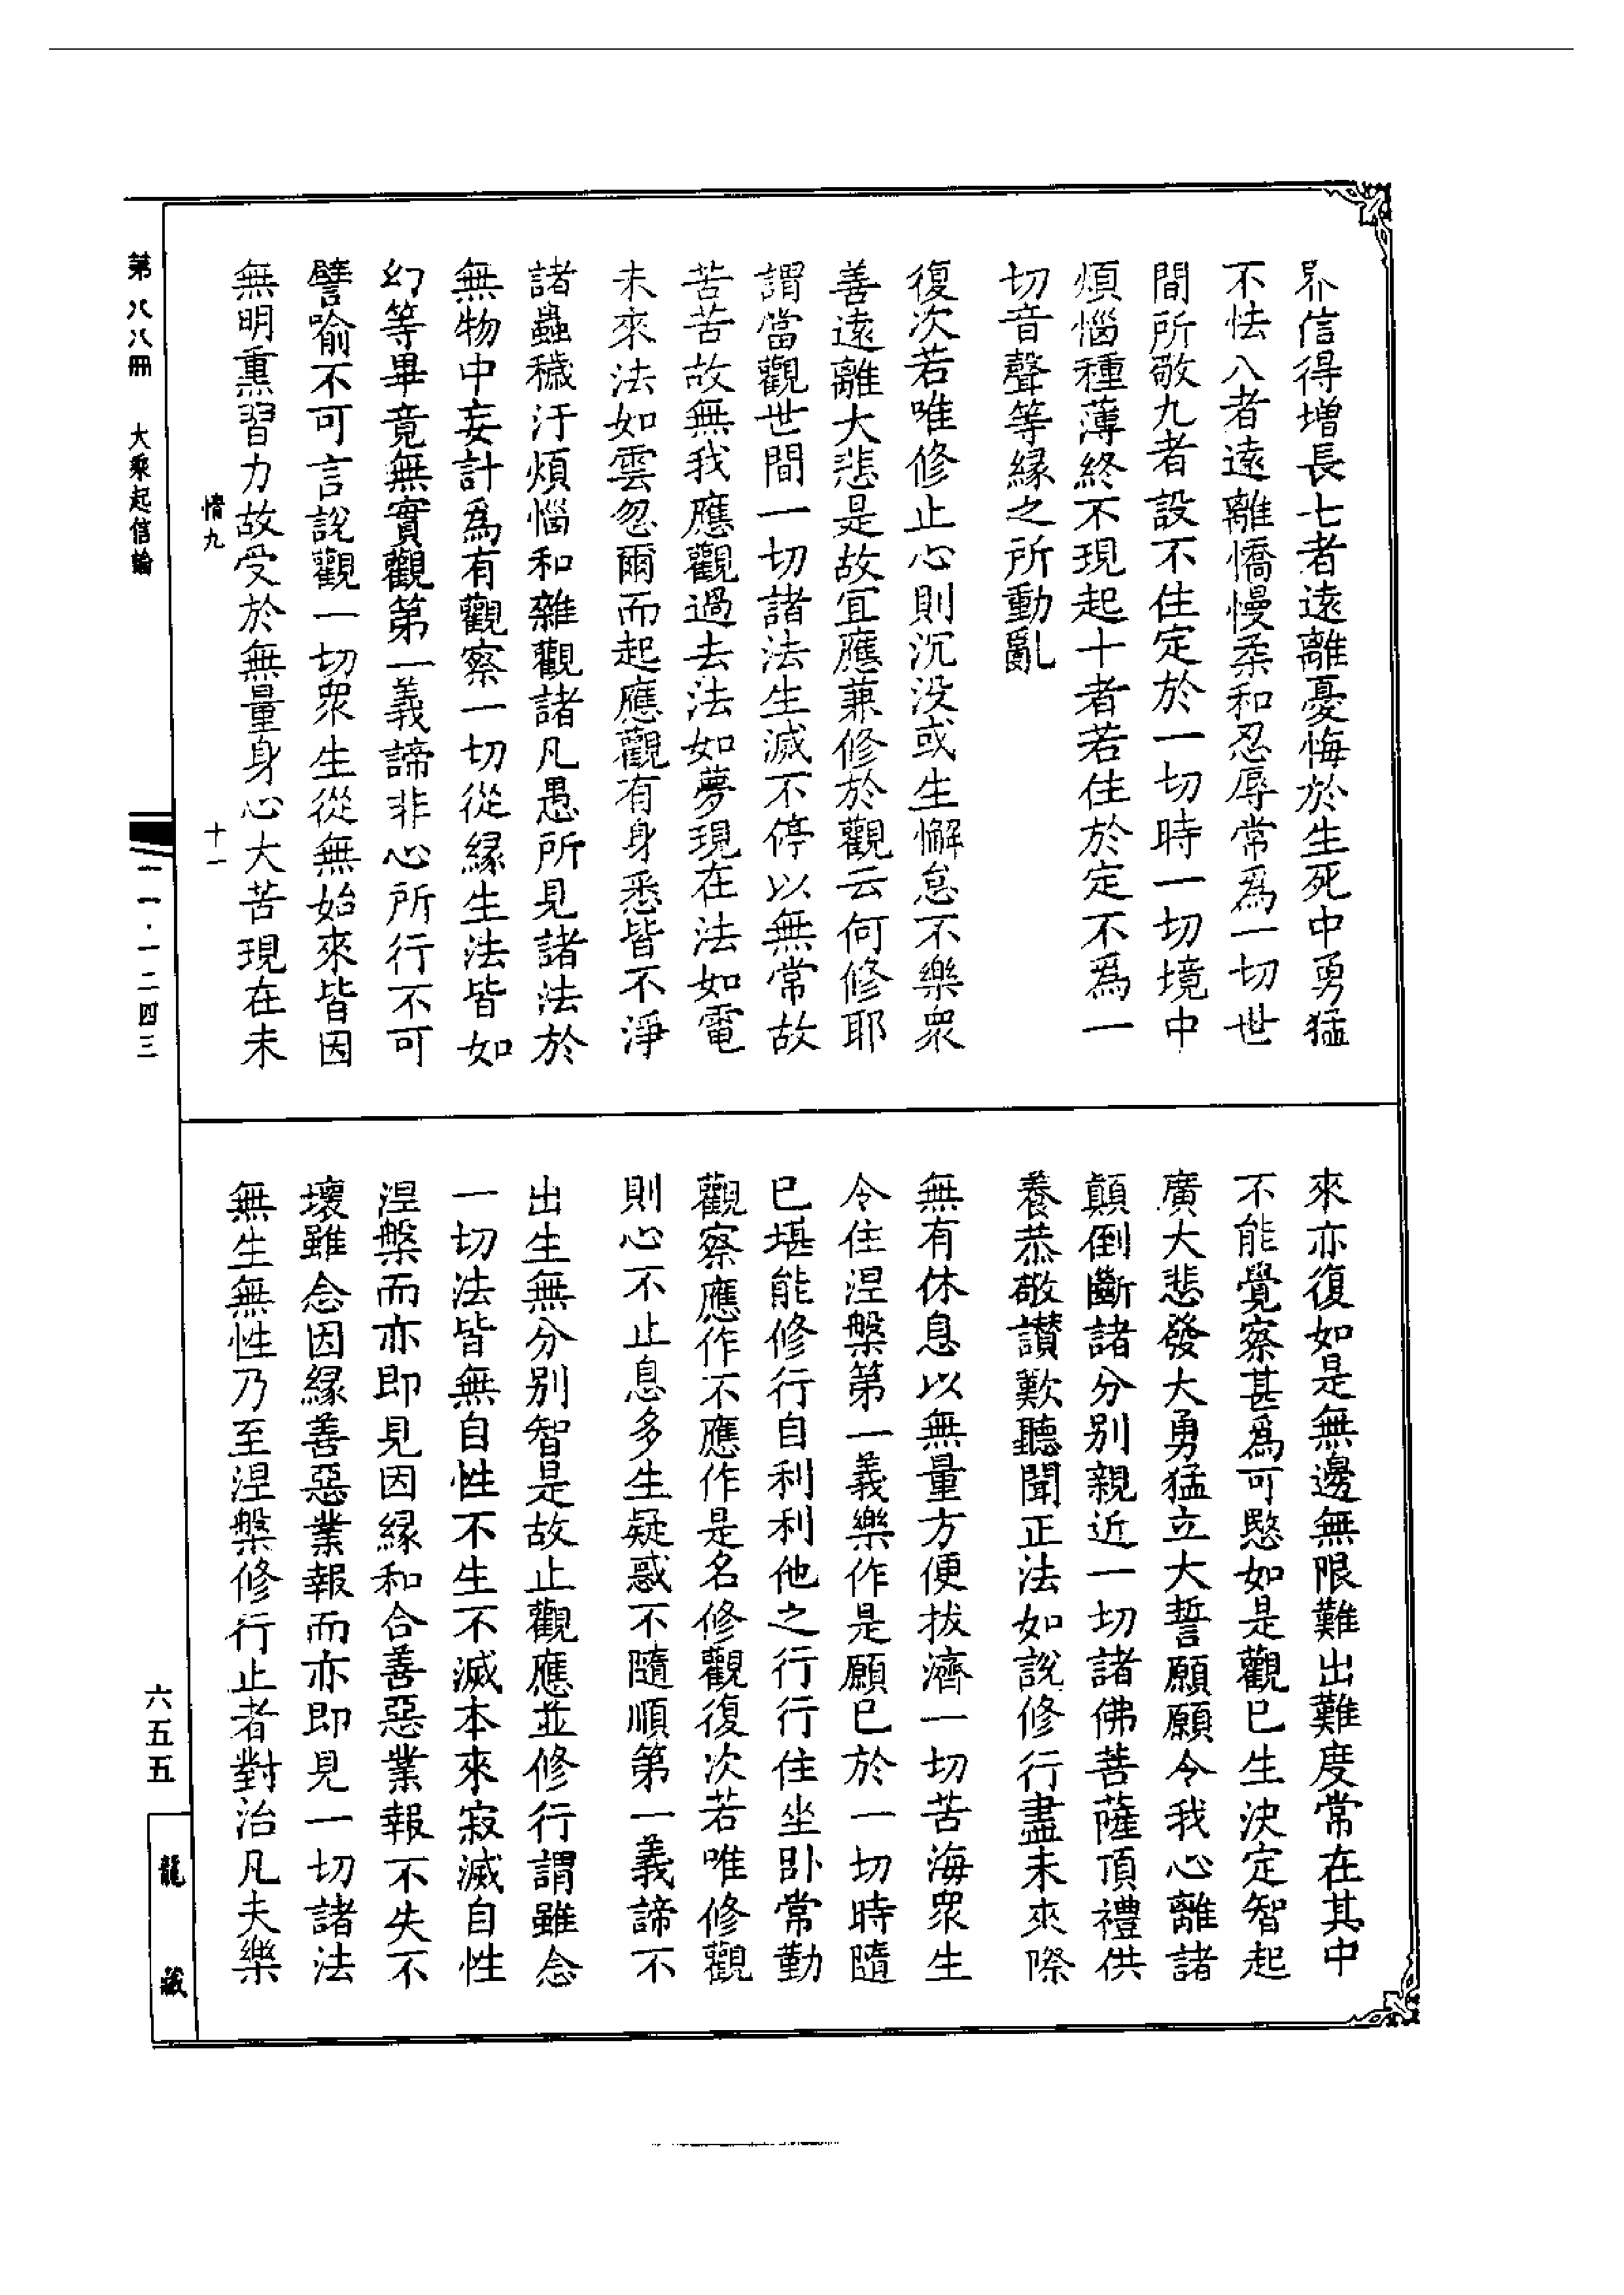 界信得增長七者遠離憂悔於生死中勇猛
不怯八者遠離憍慢柔和忍辱常爲一切世
間所敬九者設不住定於一切時一切境中
煩惱種薄終不現起十者若住於定不爲一
切音聲等緣之所動亂
復次若唯修止心則沉没或生懈怠不樂衆
善遠離大悲是故宜應兼修於觀云何修耶
謂當觀世間一切諸法生滅不停以無常故
苦苦故無我應觀過去法如夢現在法如電
未來法如雲忽爾而起應觀有身悉皆不淨
諸蟲穢汙煩惱和雜觀諸凡愚所見諸法於
無物中妄計爲有觀察一切從緣生法皆如
幻等畢竟無實觀第一義諦非心所行不可
譬喻不可言說觀一切衆生從無始來皆因
無明熏習力故受於無量身心大苦現在未
情九 十一
來亦復如是無邊無限難出難度常在其中
不能覺察甚爲可愍如是觀已生決定智起
廣大悲發大勇猛立大誓願願令我心離諸
顛倒斷諸分別親近一切諸佛菩薩頂禮供
養恭敬讚歎聽聞正法如說修行盡未來際
無有休息以無量方便拔濟一切苦海衆生
令住涅槃第一義樂作是願已於一切時隨
已堪能修行自利利他之行行住坐卧常勤
觀察應作不應作是名修觀復次若唯修觀
則心不止息多生疑惑不隨順第一義諦不
出生無分別智是故止觀應並修行謂雖念
一切法皆無自性不生不滅本來寂滅自性
涅槃而亦即見因緣和合善惡業報不失不
壞雖念因緣善惡業報而亦即見一切諸法
無生無性乃至涅槃修行止者對治凡夫樂
第八八冊 大乘起信論
一一·一二四三
六五五
龍藏